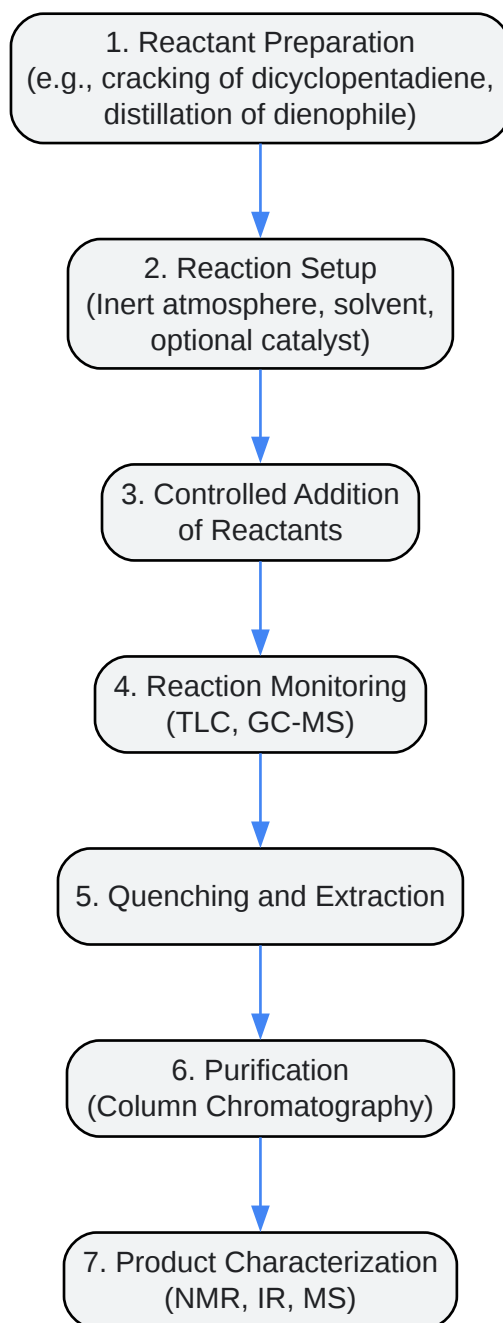 1. Reactant Preparation
(e.g., cracking of dicyclopentadiene,
distillation of dienophile)
2. Reaction Setup
(Inert atmosphere, solvent,
optional catalyst)
3. Controlled Addition
of Reactants
4. Reaction Monitoring
(TLC, GC-MS)
5. Quenching and Extraction
6. Purification
(Column Chromatography)
7. Product Characterization
(NMR, IR, MS)